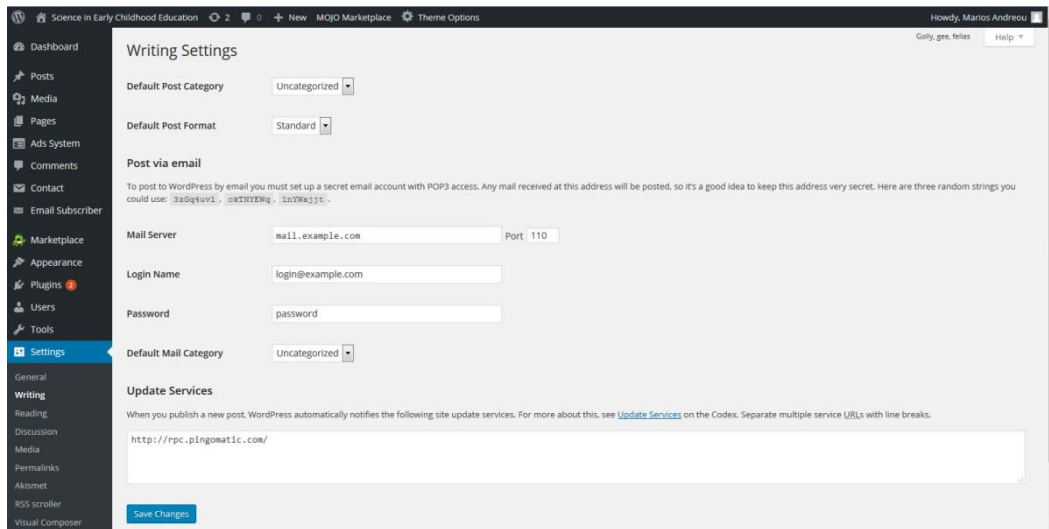 Science in Early Childhood Education 2 0 + New MOJO Marketplace Theme Options Howdy, Marios Andreou
Golly, gee, fellas Help
Dashboard
Posts
Media
Pages
Ads System
Comments
Contact
Email Subscriber
Marketplace
Appearance
Plugins 2
Users
Tools
Settings
General
Writing
Reading
Discussion
Media
Permalinks
Akismet
RSS scroller
Visual Composer
Writing Settings
Default Post Category Uncategorized
Default Post Format Standard
Post via email
To post to WordPress by email you must set up a secret email account with POP3 access. Any mail received at this address will be posted, so it's a good idea to keep this address very secret. Here are three random strings you
could use: 3zGq4uvl, ckTNYEWq, lnYWajjt.
Mail Server mail.example.com Port 110
Login Name login@example.com
Password password
Default Mail Category Uncategorized
Update Services
When you publish a new post, WordPress automatically notifies the following site update services. For more about this, see Update Services on the Codex. Separate multiple service URLs with line breaks.
http://rpc.pingomatic.com/
Save Changes